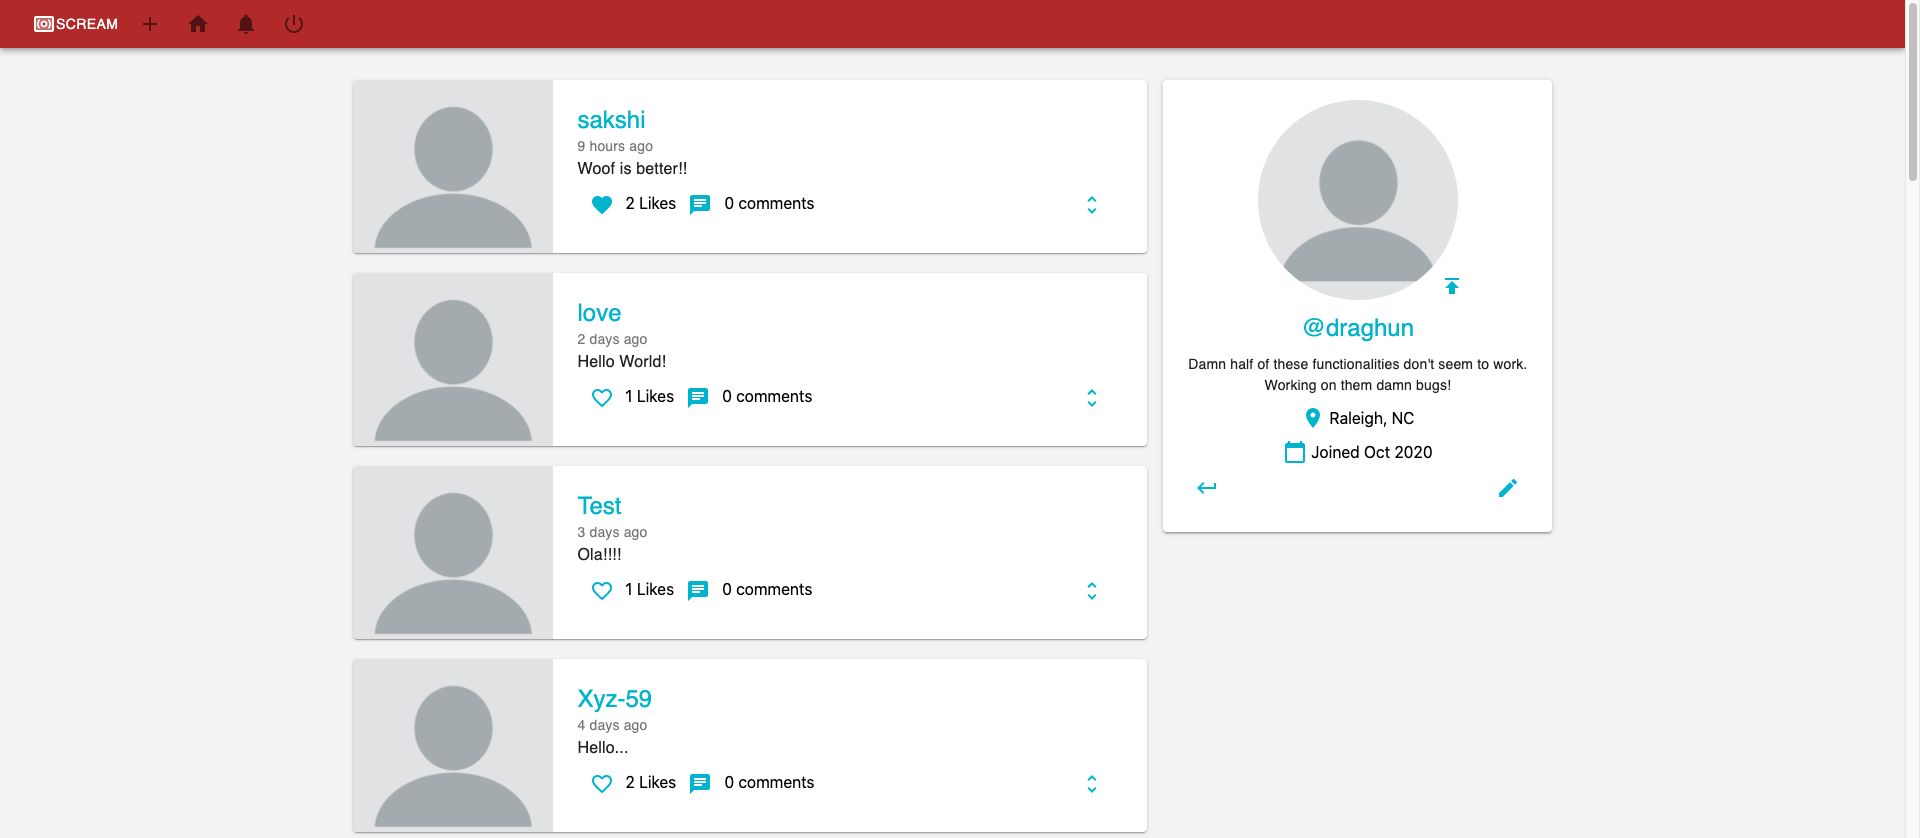 SCREAM
sakshi
9 hours ago
Woof is better!!
2 Likes 0 comments
love
2 days ago
Hello World!
1 Likes 0 comments
Test
3 days ago
Ola!!!!
1 Likes 0 comments
Xyz-59
4 days ago
Hello...
2 Likes 0 comments
@draghun
Damn half of these functionalities don't seem to work.
Working on them damn bugs!
Raleigh, NC
Joined Oct 2020